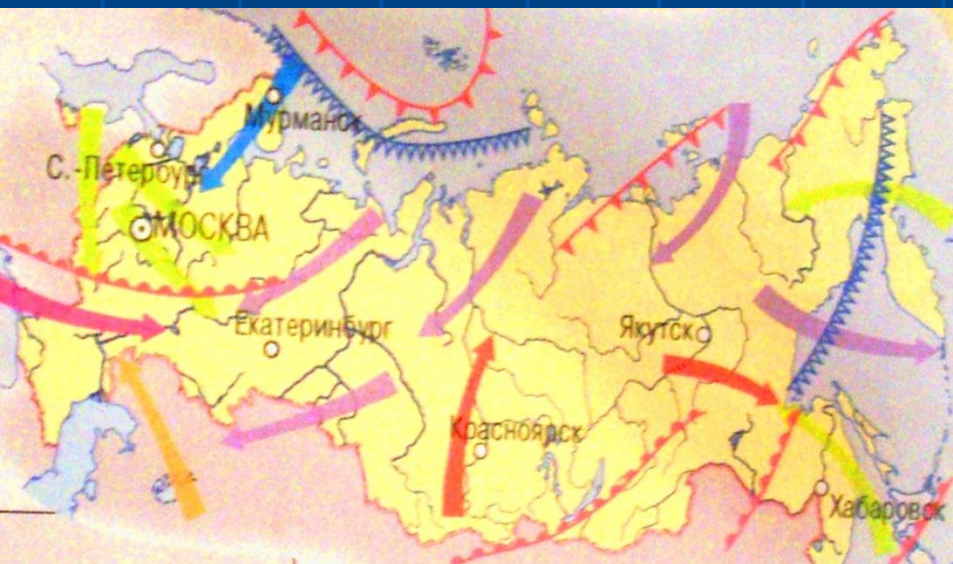 Мурманск
С.-Петербург
МОСКВА
Екатеринбург
Якутск
Красноярск
Хабаровск